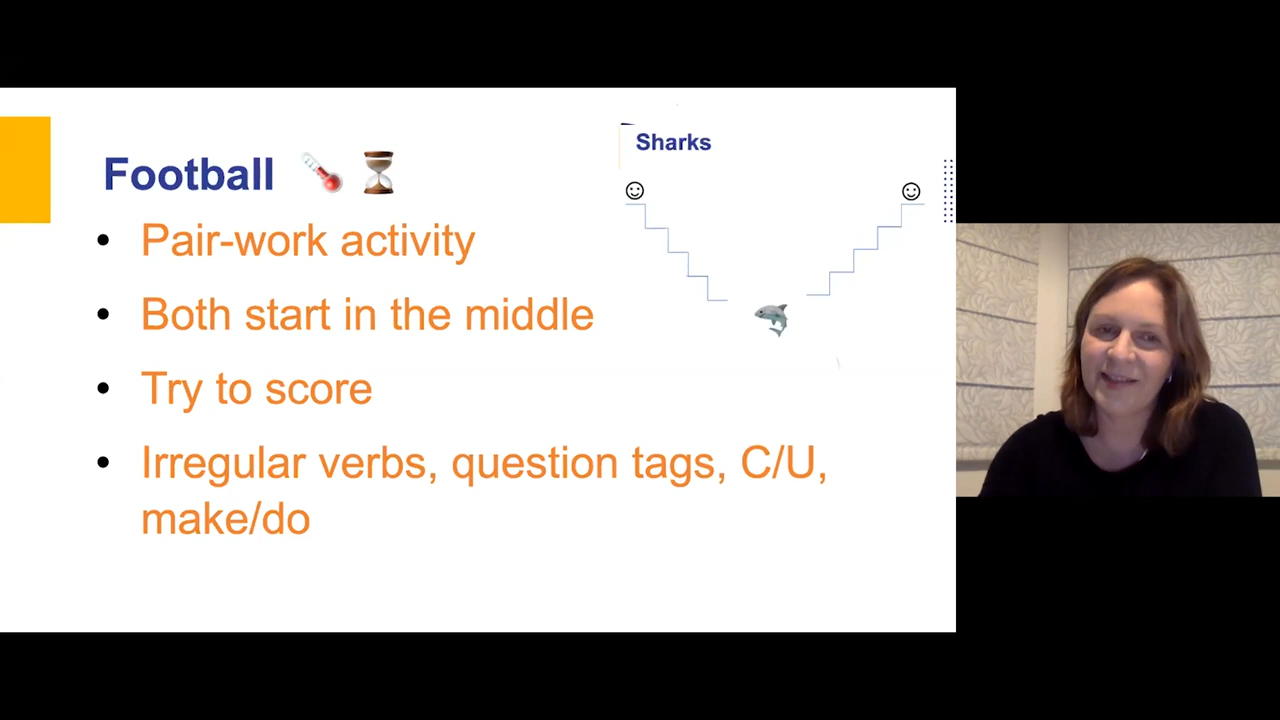 Football
Sharks
Pair-work activity
Both start in the middle
Try to score
Irregular verbs, question tags, C/U,
make/do